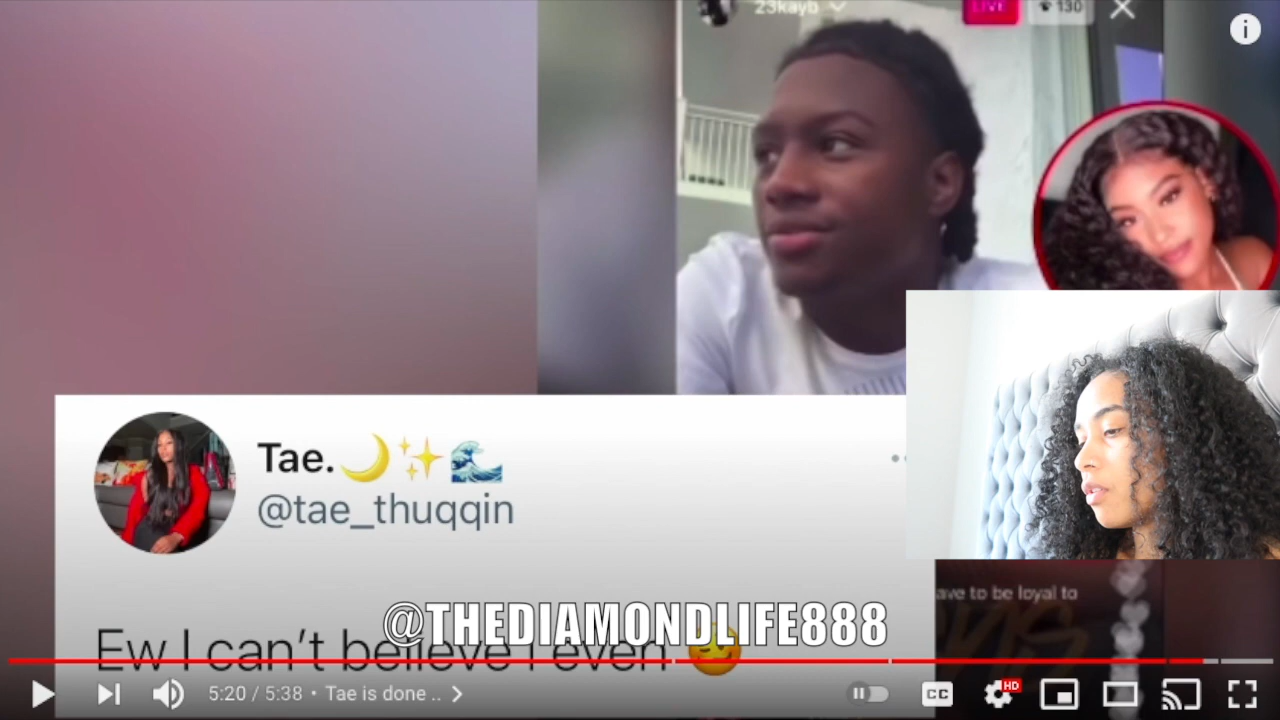 23kayb
LIVE
130
Tae.
@tae_thuqqin
ave to be loyal to
@THEDIAMONDLIFE888
Ew I can't believe I even
5:20 / 5:38 • Tae is done ..
CC
HD